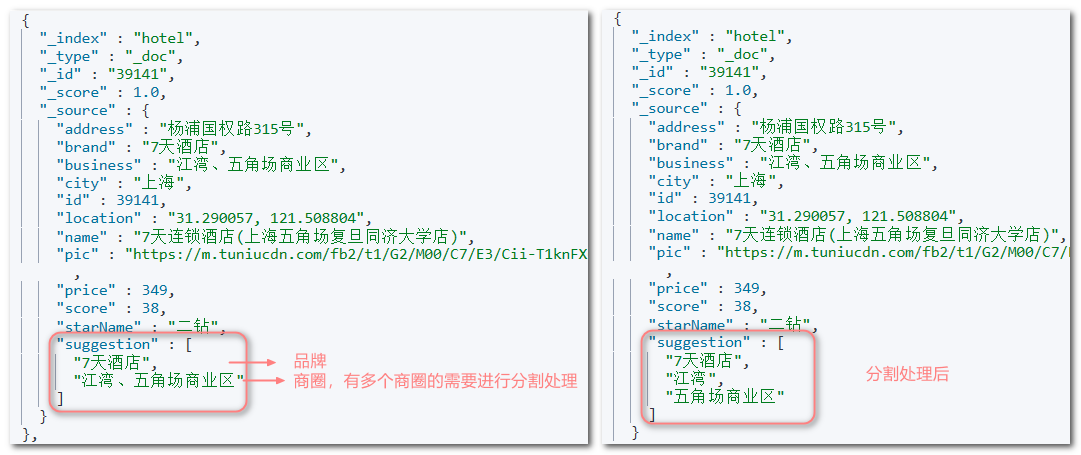 {
"_index" : "hotel",
"_type" : "_doc",
"_id" : "39141",
"_score" : 1.0,
"_source" : {
"address" : "杨浦国权路315号",
"brand" : "7天酒店",
"business" : "江湾、五角场商业区",
"city" : "上海",
"id" : 39141,
"location" : "31.290057, 121.508804",
"name" : "7天连锁酒店(上海五角场复旦同济大学店)",
"pic" : "https://m.tuniucdn.com/fb2/t1/G2/M00/C7/E3/Cii-T1knFX
,
"price" : 349,
"score" : 38,
"starName" : "二钻",
"suggestion" : [
"7天酒店", 品牌
"江湾、五角场商业区" 商圈，有多个商圈的需要进行分割处理
]
}
},
{
"_index" : "hotel",
"_type" : "_doc",
"_id" : "39141",
"_score" : 1.0,
"_source" : {
"address" : "杨浦国权路315号",
"brand" : "7天酒店",
"business" : "江湾、五角场商业区",
"city" : "上海",
"id" : 39141,
"location" : "31.290057, 121.508804",
"name" : "7天连锁酒店(上海五角场复旦同济大学店)",
"pic" : "https://m.tuniucdn.com/fb2/t1/G2/M00/C7/
,
"price" : 349,
"score" : 38,
"starName" : "二钻",
"suggestion" : [
"7天酒店",
"江湾", 分割处理后
"五角场商业区"
]
}